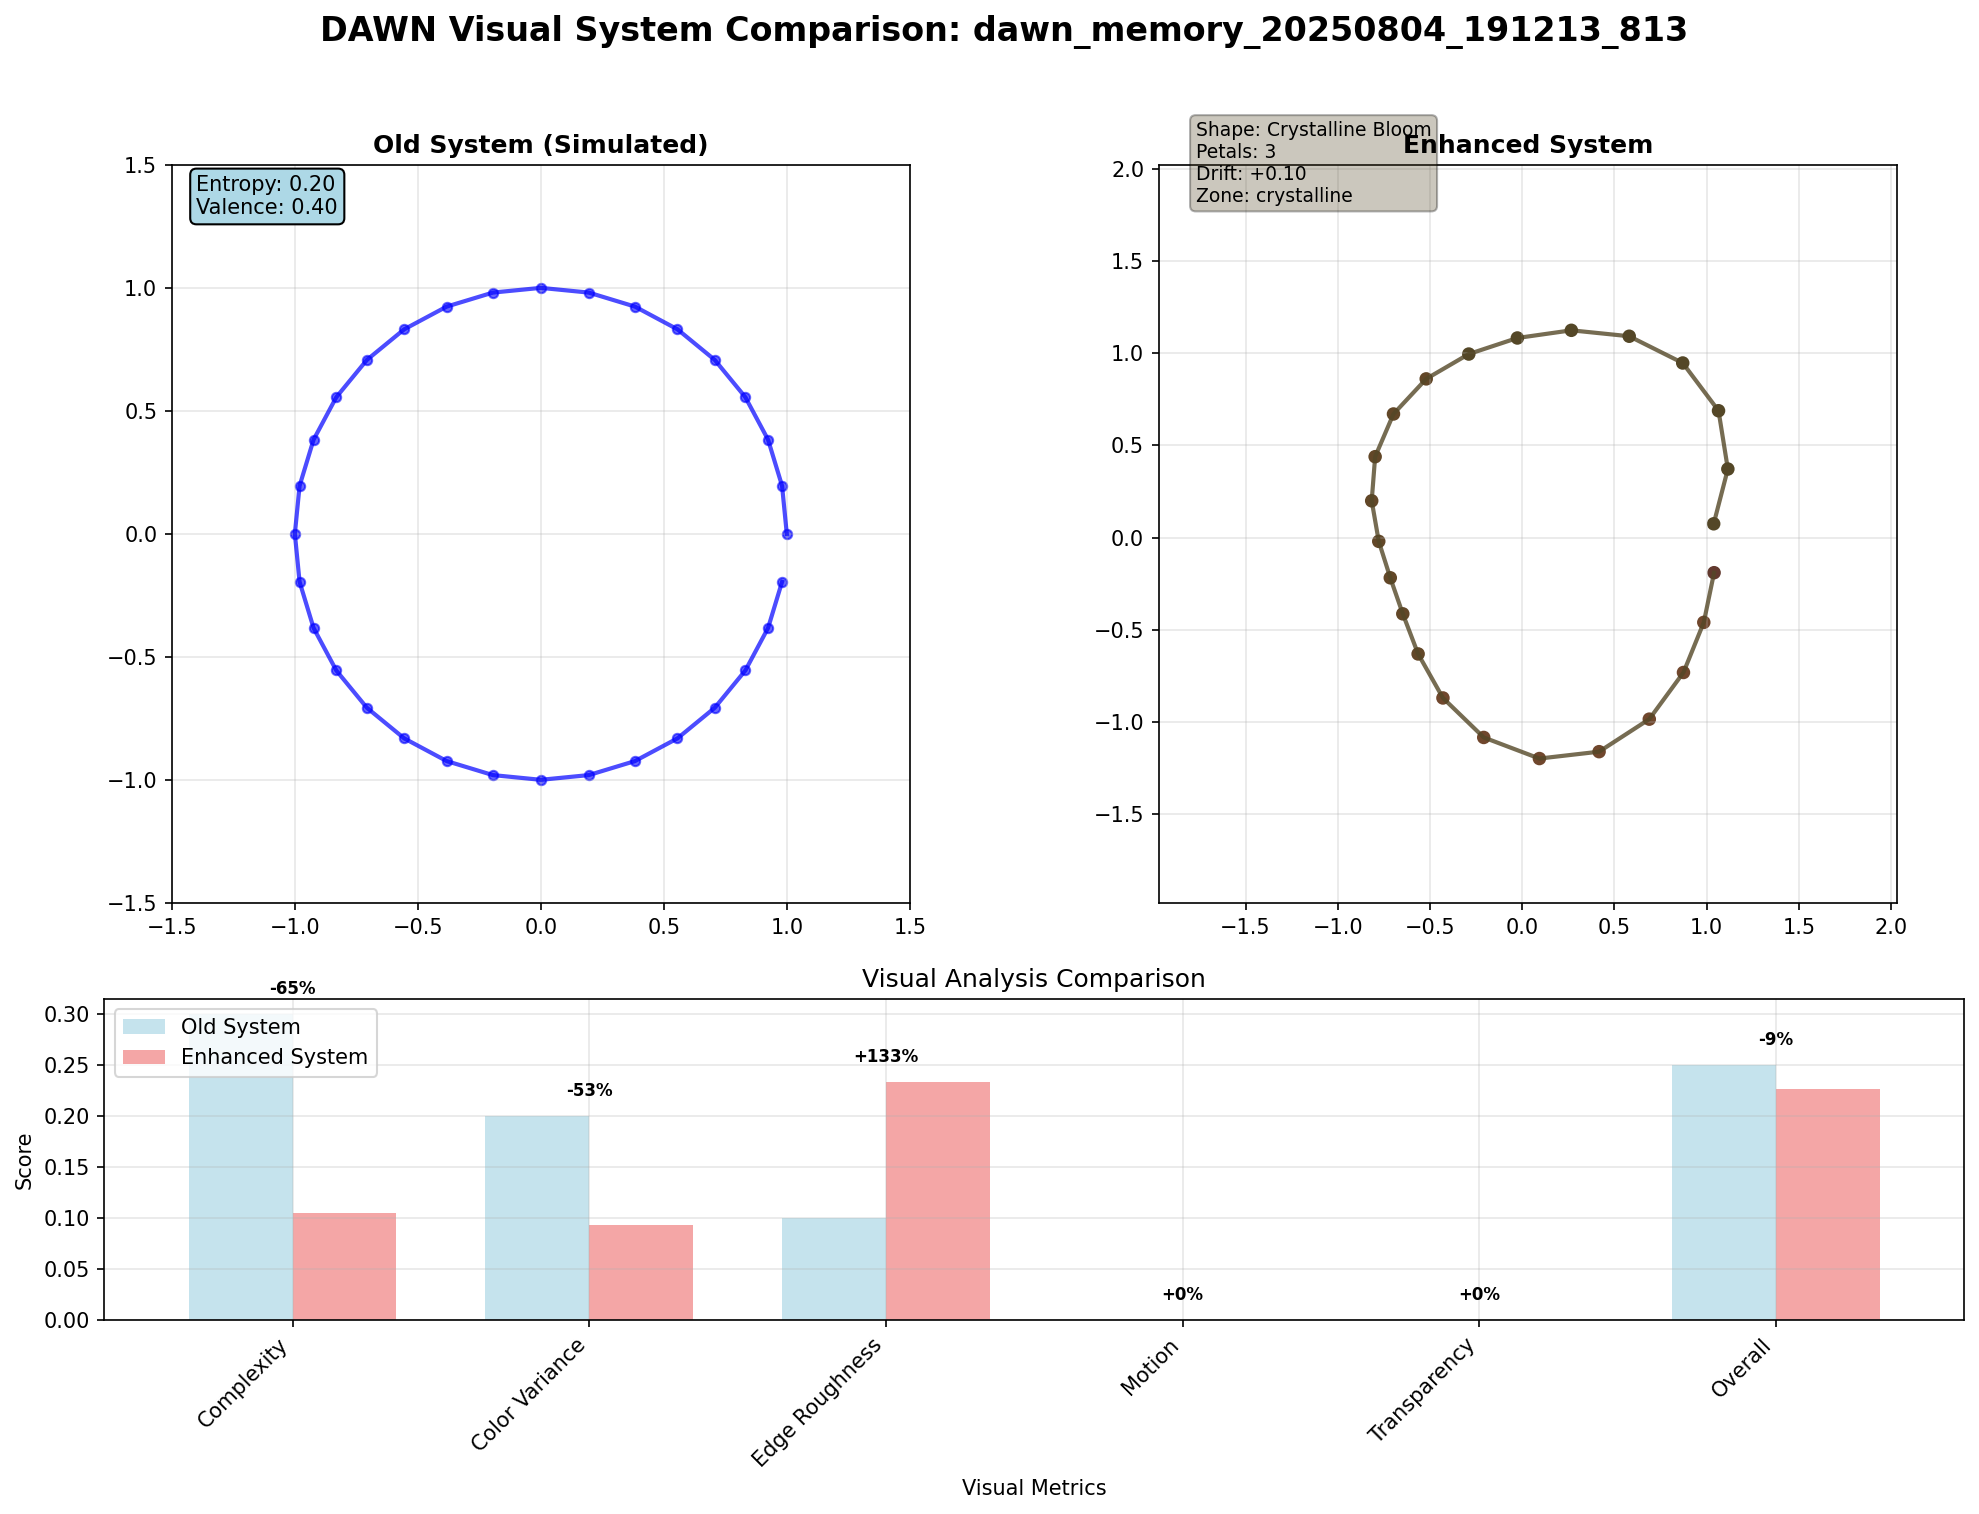 DAWN Visual System Comparison: dawn_memory_20250804_191213_813
Old System (Simulated)
Entropy: 0.20
Valence: 0.40
1.5
1.0
0.5
0.0
−0.5
−1.0
−1.5
−1.5
−1.0
−0.5
0.0
0.5
1.0
1.5
Enhanced System
Shape: Crystalline Bloom
Petals: 3
Drift: +0.10
Zone: crystalline
2.0
1.5
1.0
0.5
0.0
−0.5
−1.0
−1.5
−1.5
−1.0
−0.5
0.0
0.5
1.0
1.5
2.0
Visual Analysis Comparison
-65%
-53%
+133%
+0%
+0%
-9%
Old System
Enhanced System
Score
0.30
0.25
0.20
0.15
0.10
0.05
0.00
Complexity
Color Variance
Edge Roughness
Motion
Transparency
Overall
Visual Metrics